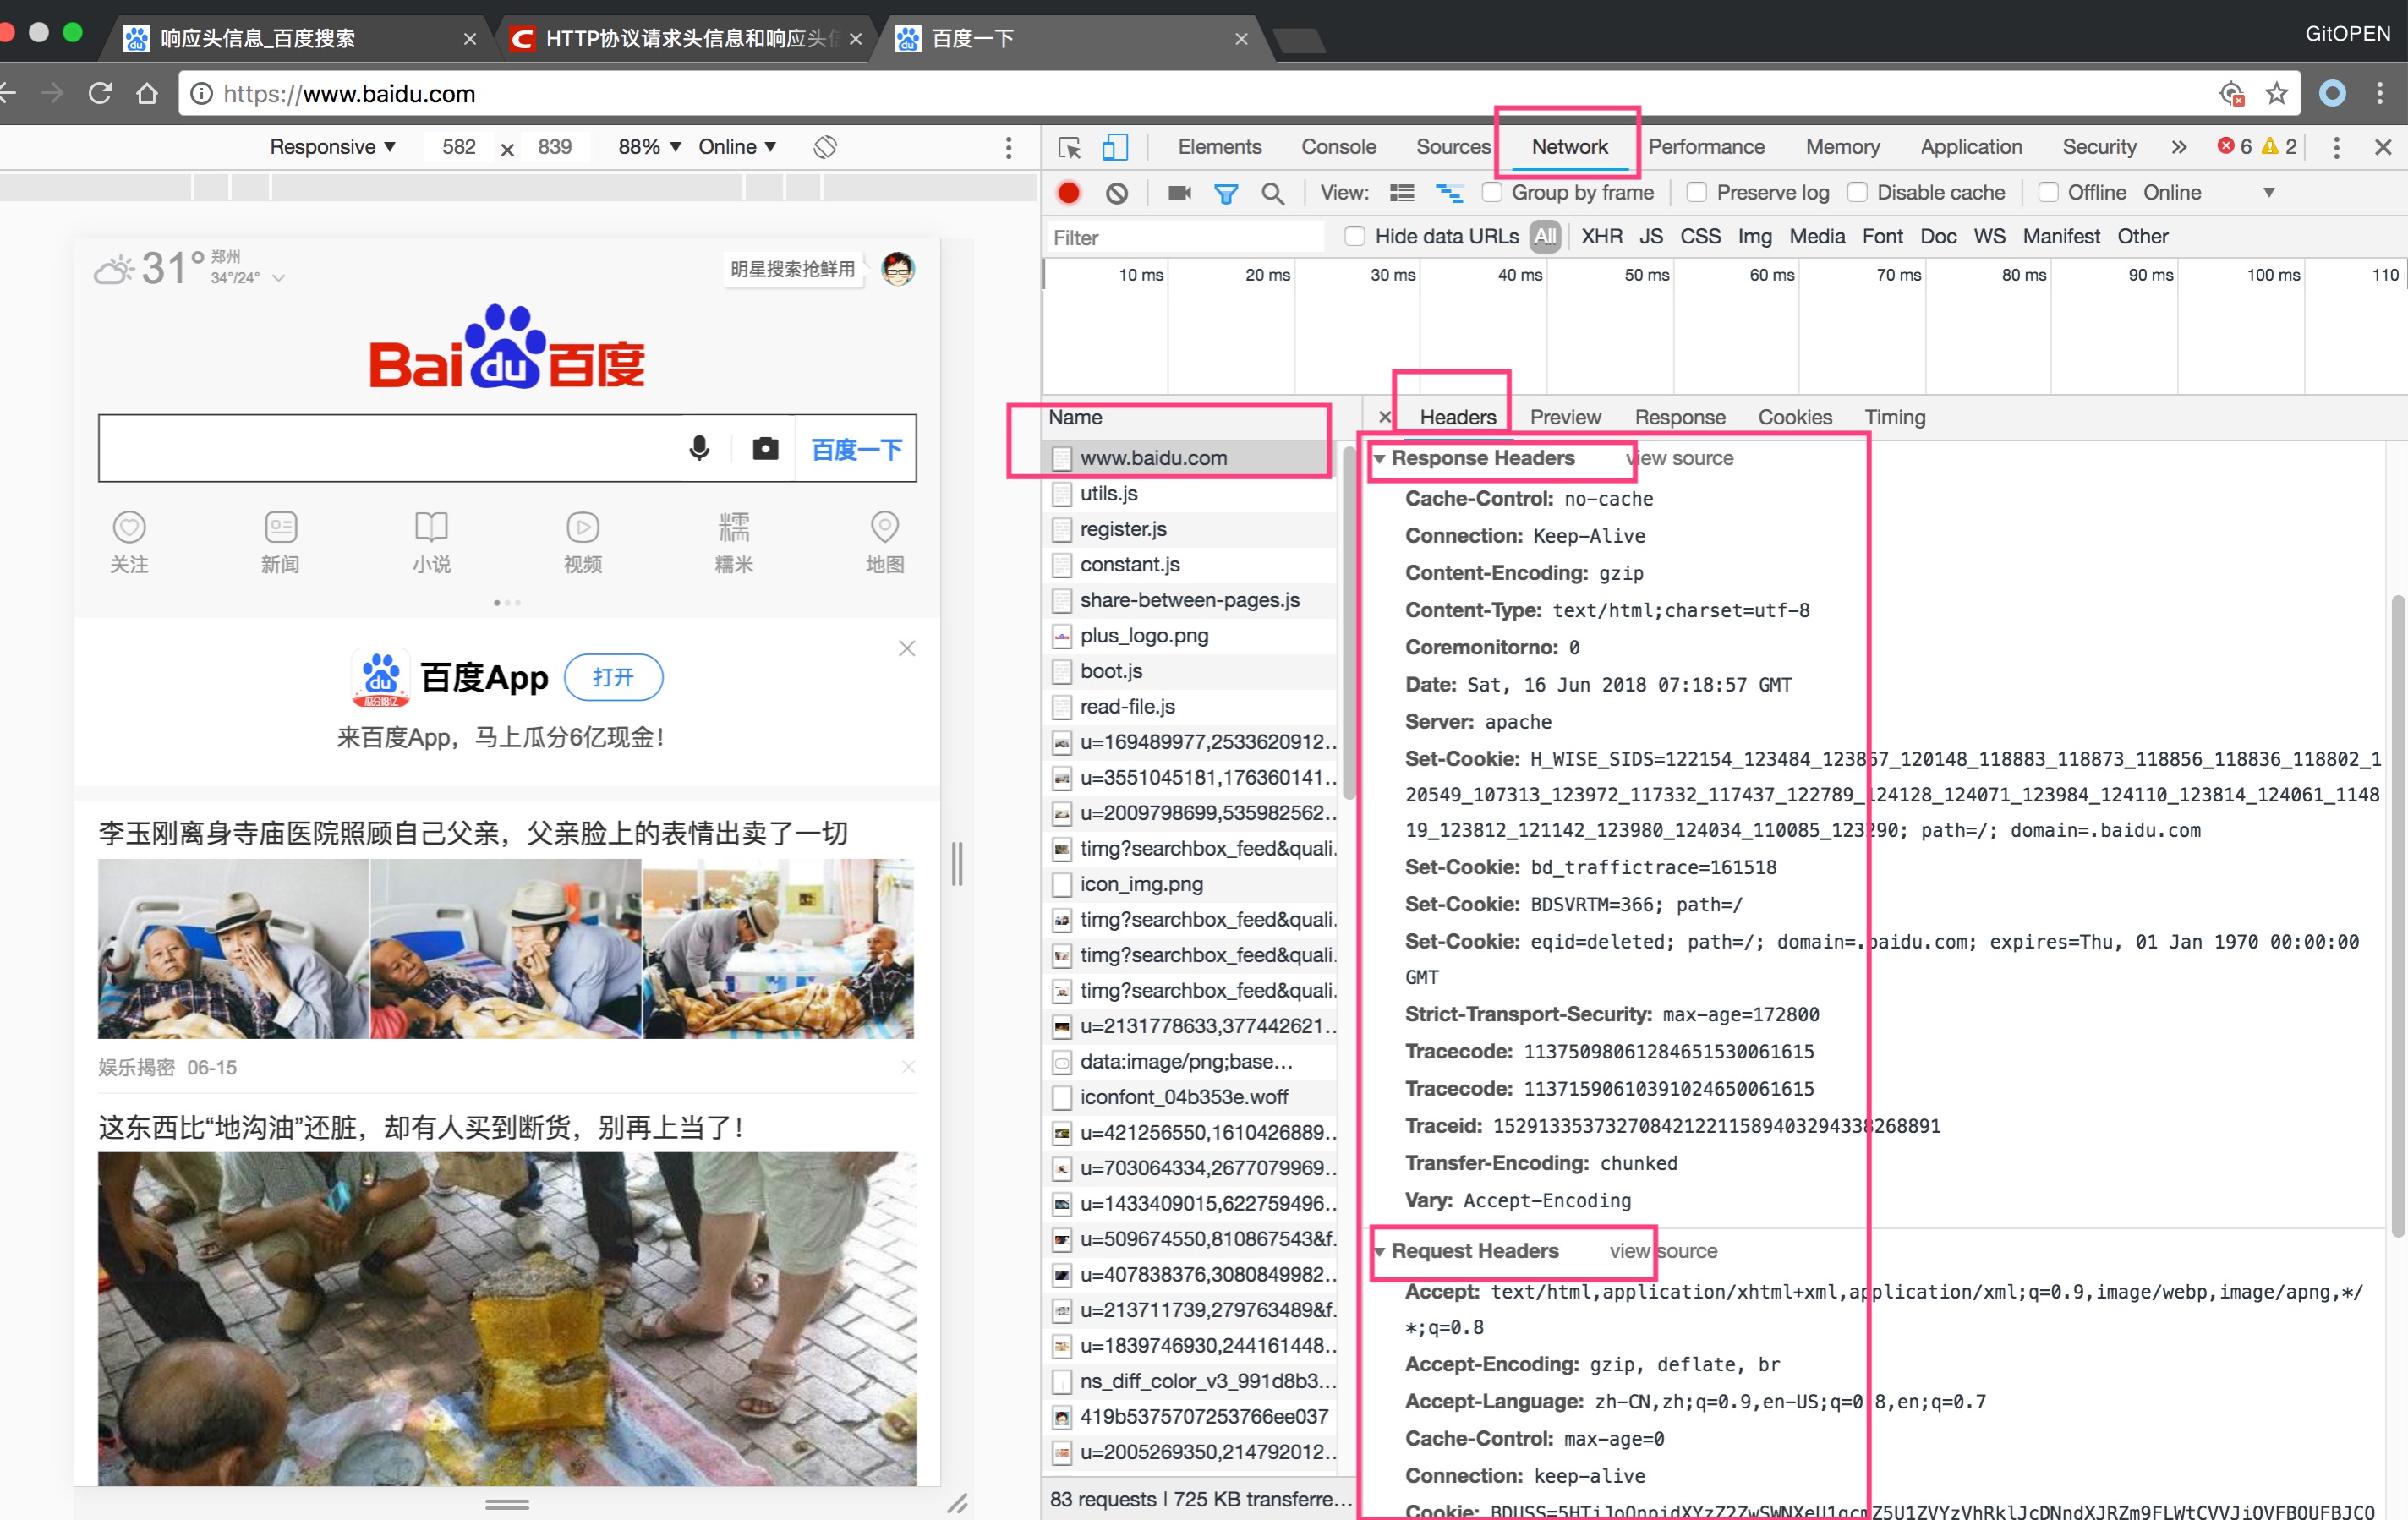 响应头信息_百度搜索
HTTP协议请求头信息和响应头信
百度一下
GitOPEN
https://www.baidu.com
Responsive 582 × 839 88% Online
Elements Console Sources Network Performance Memory Application Security 6 2
View: Group by frame Preserve log Disable cache Offline Online
Filter Hide data URLs All XHR JS CSS Img Media Font Doc WS Manifest Other
10 ms 20 ms 30 ms 40 ms 50 ms 60 ms 70 ms 80 ms 90 ms 100 ms 110
31° 郑州
34°/24°
明星搜索抢鲜用
Bai du 百度
百度一下
关注 新闻 小说 视频 糯米 地图
糯
du
百度App 打开
来百度App，马上瓜分6亿现金！
李玉刚离身寺庙医院照顾自己父亲，父亲脸上的表情出卖了一切
娱乐揭密 06-15
这东西比“地沟油”还脏，却有人买到断货，别再上当了！
Name
www.baidu.com
utils.js
register.js
constant.js
share-between-pages.js
plus_logo.png
boot.js
read-file.js
u=169489977,2533620912…
u=3551045181,176360141…
u=2009798699,535982562…
timg?searchbox_feed&quali…
icon_img.png
timg?searchbox_feed&quali…
timg?searchbox_feed&quali…
timg?searchbox_feed&quali…
u=2131778633,377442621…
data:image/png;base…
iconfont_04b353e.woff
u=421256550,1610426889…
u=703064334,2677079969…
u=1433409015,622759496…
u=509674550,810867543&f…
u=407838376,3080849982…
u=213711739,279763489&f…
u=1839746930,244161448…
ns_diff_color_v3_991d8b3…
419b5375707253766ee037
u=2005269350,214792012…
83 requests | 725 KB transferre…
Headers Preview Response Cookies Timing
Response Headers view source
Cache-Control: no-cache
Connection: Keep-Alive
Content-Encoding: gzip
Content-Type: text/html;charset=utf-8
Coremonitorno: 0
Date: Sat, 16 Jun 2018 07:18:57 GMT
Server: apache
Set-Cookie: H_WISE_SIDS=122154_123484_123867_120148_118883_118873_118856_118836_118802_1
20549_107313_123972_117332_117437_122789_124128_124071_123984_124110_123814_124061_1148
19_123812_121142_123980_124034_110085_123290; path=/; domain=.baidu.com
Set-Cookie: bd_traffictrace=161518
Set-Cookie: BDSVRTM=366; path=/
Set-Cookie: eqid=deleted; path=/; domain=.baidu.com; expires=Thu, 01 Jan 1970 00:00:00
GMT
Strict-Transport-Security: max-age=172800
Tracecode: 11375098061284651530061615
Tracecode: 11371590610391024650061615
Traceid: 152913353732708421221158940329433​8268891
Transfer-Encoding: chunked
Vary: Accept-Encoding
Request Headers view source
Accept: text/html,application/xhtml+xml,application/xml;q=0.9,image/webp,image/apng,*/
*;q=0.8
Accept-Encoding: gzip, deflate, br
Accept-Language: zh-CN,zh;q=0.9,en-US;q=0.8,en;q=0.7
Cache-Control: max-age=0
Connection: keep-alive
Cookie: